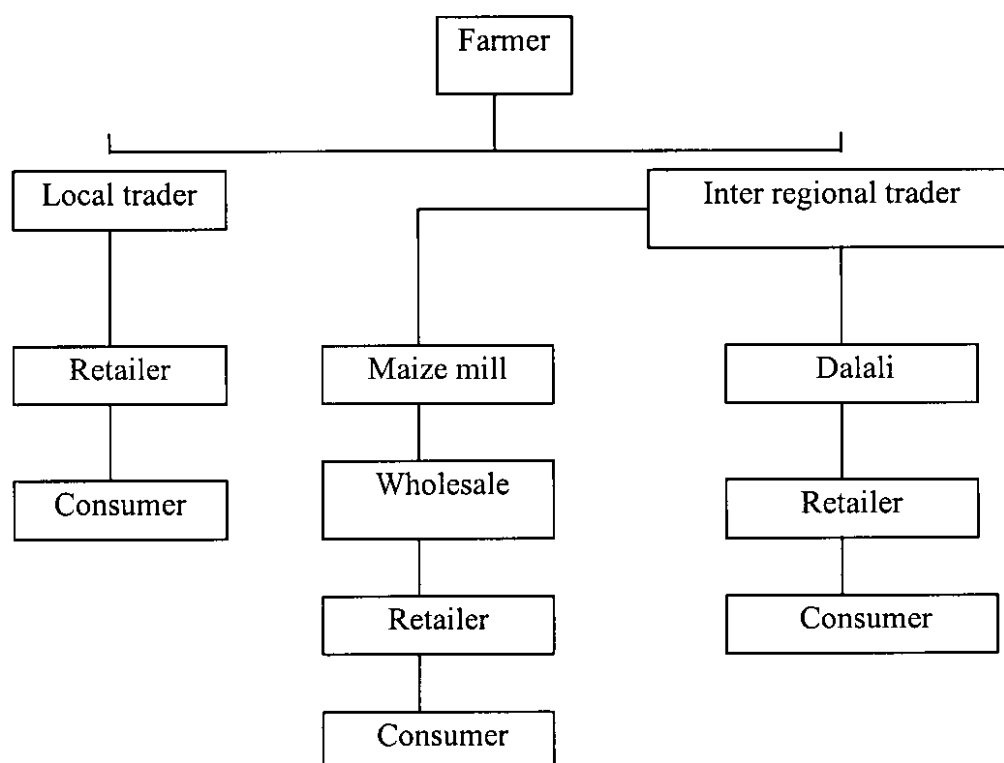 Farmer
Local trader
Inter regional trader
Retailer
Maize mill
Dalali
Consumer
Wholesale
Retailer
Retailer
Consumer
Consumer